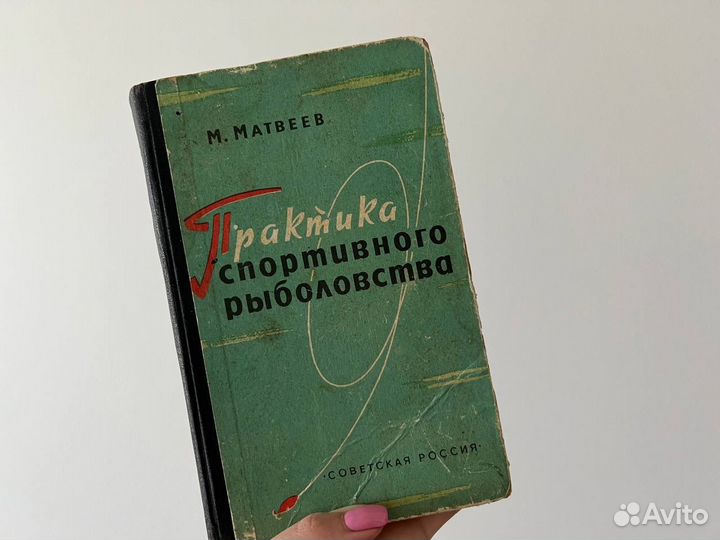 М. Матвеев
Практика
спортивного
рыболовства
·СОВЕТСКАЯ РОССИЯ·
Avito